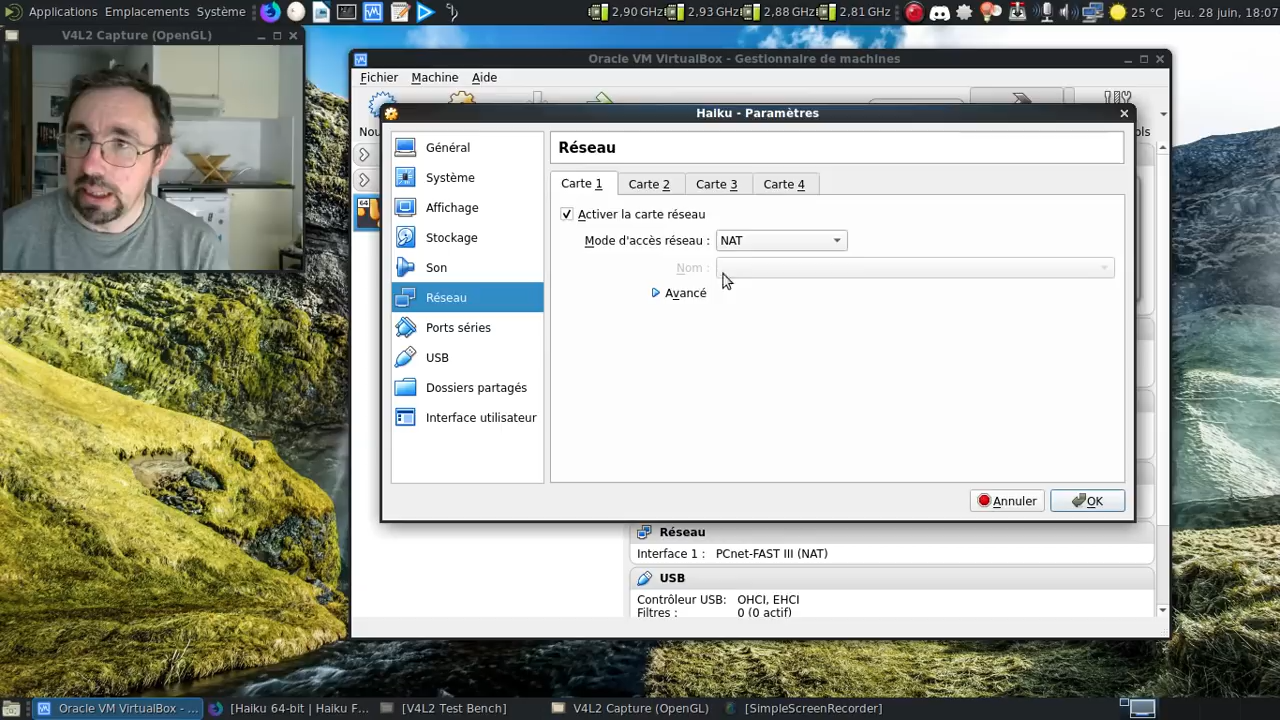 Applications Emplacements Système
2,90 GHz 2,93 GHz 2,88 GHz 2,81 GHz
25 °C jeu. 28 juin, 18:07
V4L2 Capture (OpenGL)
Oracle VM VirtualBox - Gestionnaire de machines
Fichier Machine Aide
Haiku - Paramètres
Nou
ls
64
Général
Système
Affichage
Stockage
Son
Réseau
Ports séries
USB
Dossiers partagés
Interface utilisateur
Réseau
Carte 1 Carte 2 Carte 3 Carte 4
Activer la carte réseau
Mode d'accès réseau : NAT
Nom :
Avancé
Annuler OK
Réseau
Interface 1 : PCnet-FAST III (NAT)
USB
Contrôleur USB: OHCI, EHCI
Filtres : 0 (0 actif)
Oracle VM VirtualBox - ... [Haiku 64-bit | Haiku F... [V4L2 Test Bench] V4L2 Capture (OpenGL) [SimpleScreenRecorder]